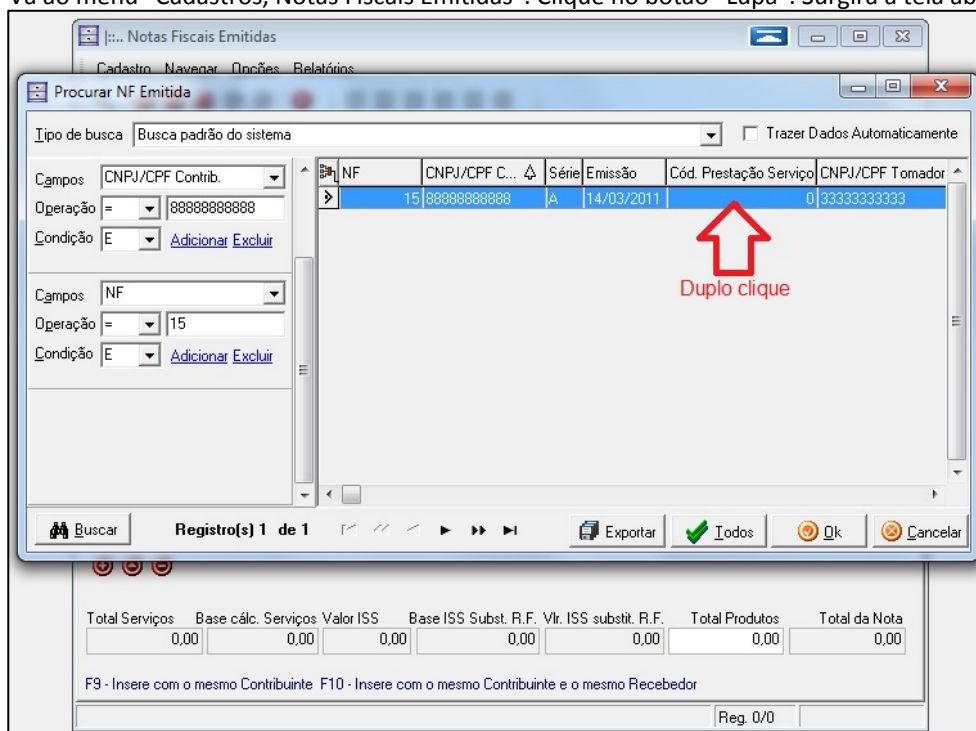 Vá ao menu "Cadastros, Notas Fiscais Emitidas". Clique no botão "Lupa". Surgirá a tela ab
|::.. Notas Fiscais Emitidas
Cadastro Navegar Opções Relatórios
Procurar NF Emitida
Tipo de busca Busca padrão do sistema Trazer Dados Automaticamente
Campos CNPJ/CPF Contrib.
Operação = 88888888888
Condição E Adicionar Excluir
Campos NF
Operação = 15
Condição E Adicionar Excluir
NF CNPJ/CPF C... Série Emissão Cód. Prestação Serviço CNPJ/CPF Tomador
15 88888888888 A 14/03/2011 0 33333333333
Duplo clique
Buscar Registro(s) 1 de 1 Exportar Todos Ok Cancelar
Total Serviços Base cálc. Serviços Valor ISS Base ISS Subst. R.F. Vlr. ISS substit. R.F. Total Produtos Total da Nota
0,00 0,00 0,00 0,00 0,00 0,00 0,00
F9 - Insere com o mesmo Contribuinte F10 - Insere com o mesmo Contribuinte e o mesmo Recebedor
Reg. 0/0